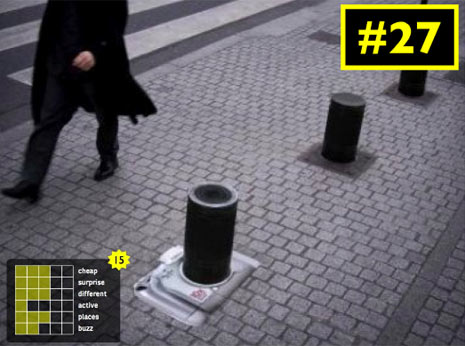 #27
15
cheap
surprise
different
active
places
buzz